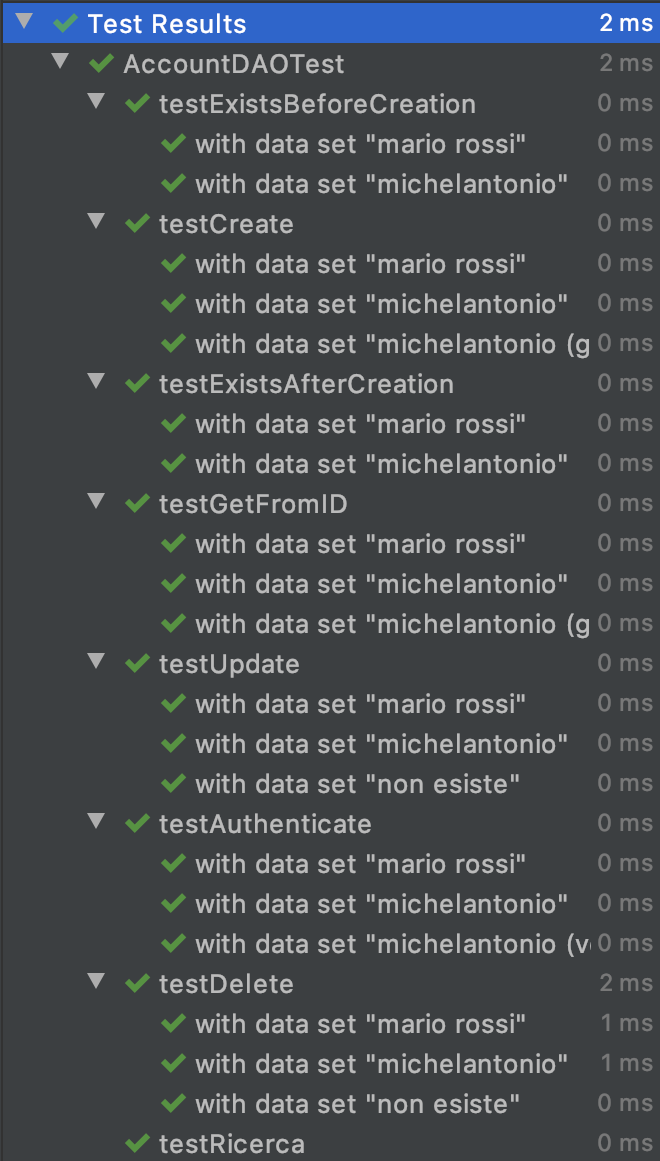 Test Results 2 ms
AccountDAOTest 2 ms
testExistsBeforeCreation 0 ms
with data set "mario rossi" 0 ms
with data set "michelantonio" 0 ms
testCreate 0 ms
with data set "mario rossi" 0 ms
with data set "michelantonio" 0 ms
with data set "michelantonio (g 0 ms
testExistsAfterCreation 0 ms
with data set "mario rossi" 0 ms
with data set "michelantonio" 0 ms
testGetFromID 0 ms
with data set "mario rossi" 0 ms
with data set "michelantonio" 0 ms
with data set "michelantonio (g 0 ms
testUpdate 0 ms
with data set "mario rossi" 0 ms
with data set "michelantonio" 0 ms
with data set "non esiste" 0 ms
testAuthenticate 0 ms
with data set "mario rossi" 0 ms
with data set "michelantonio" 0 ms
with data set "michelantonio (v 0 ms
testDelete 2 ms
with data set "mario rossi" 1 ms
with data set "michelantonio" 1 ms
with data set "non esiste" 0 ms
testRicerca 0 ms